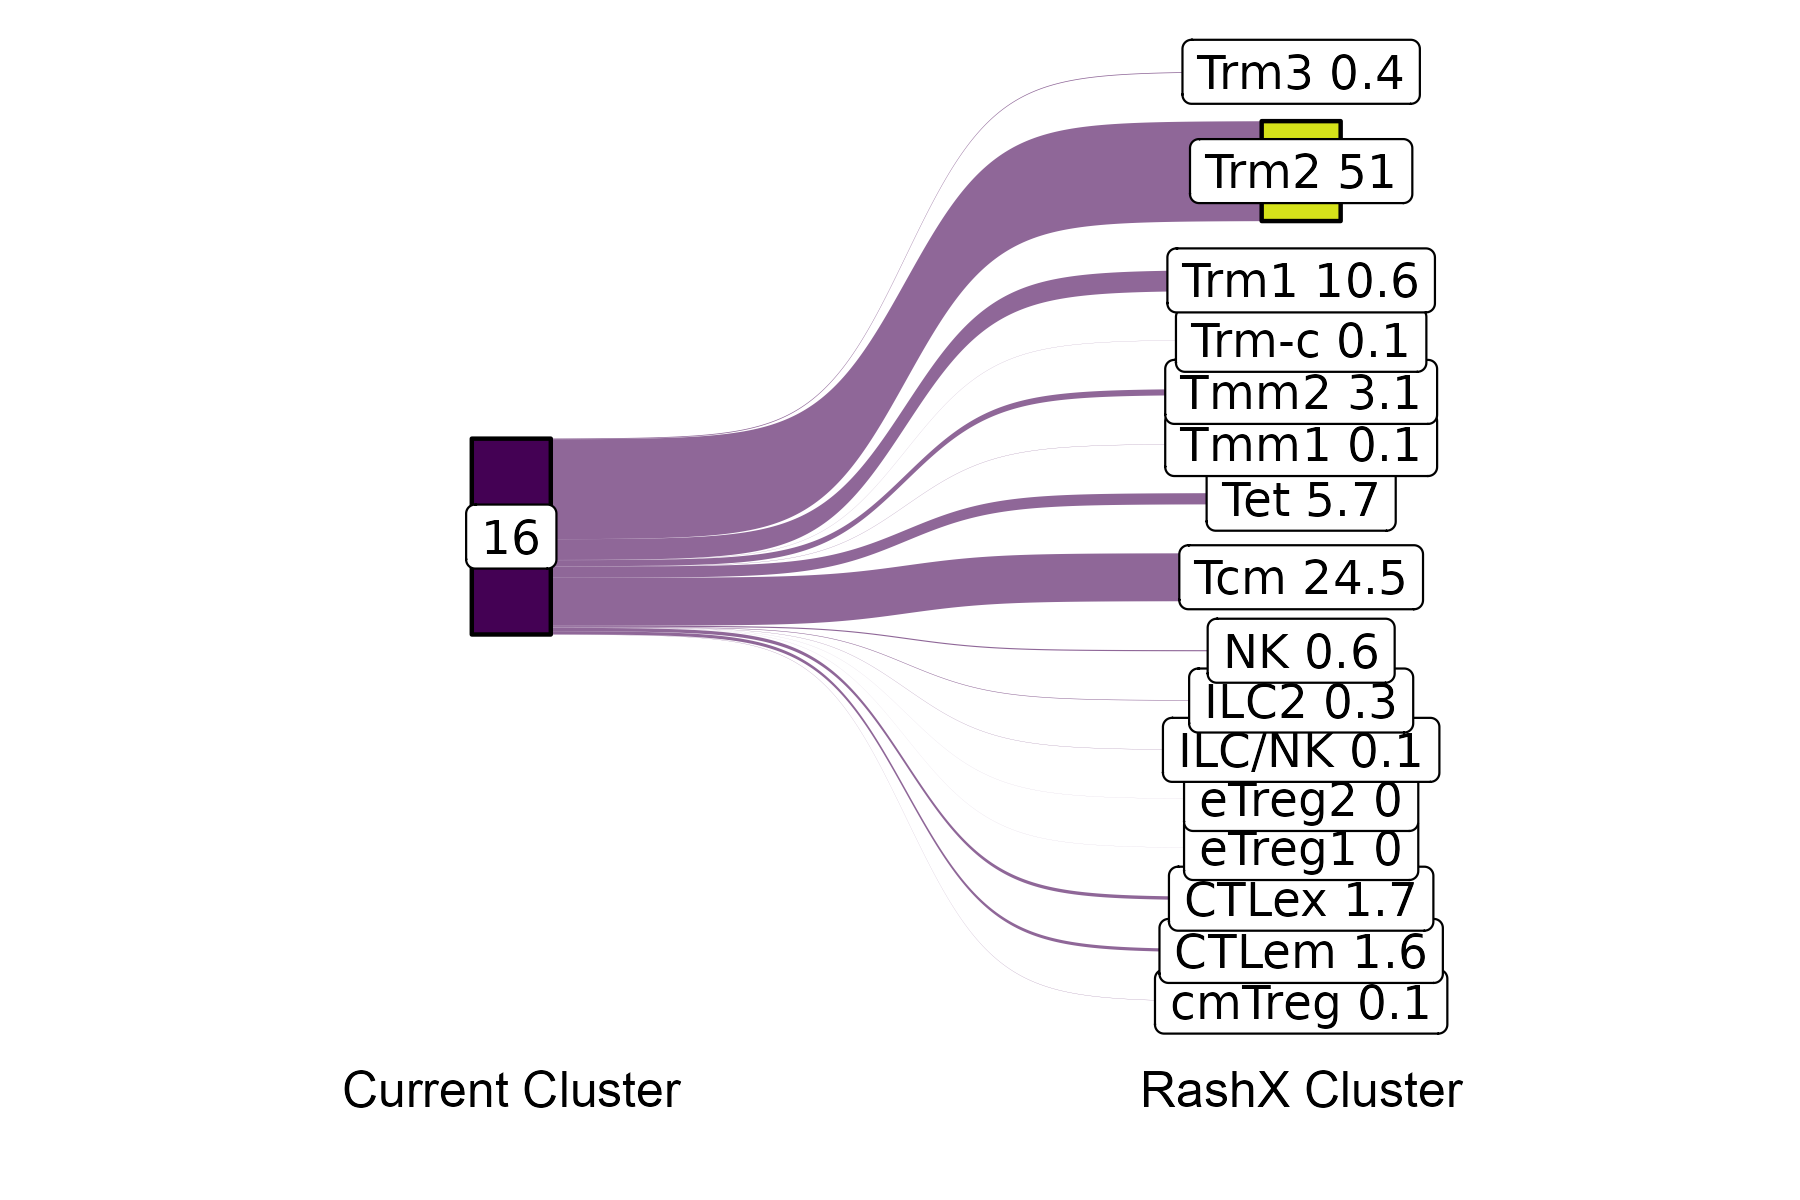 Trm3 0.4
Trm2 51
Trm1 10.6
Trm-c 0.1
Tmm2 3.1
Tmm1 0.1
Tet 5.7
16
Tcm 24.5
NK 0.6
ILC2 0.3
ILC/NK 0.1
eTreg2 0
eTreg1 0
CTLex 1.7
CTLem 1.6
cmTreg 0.1
Current Cluster
RashX Cluster